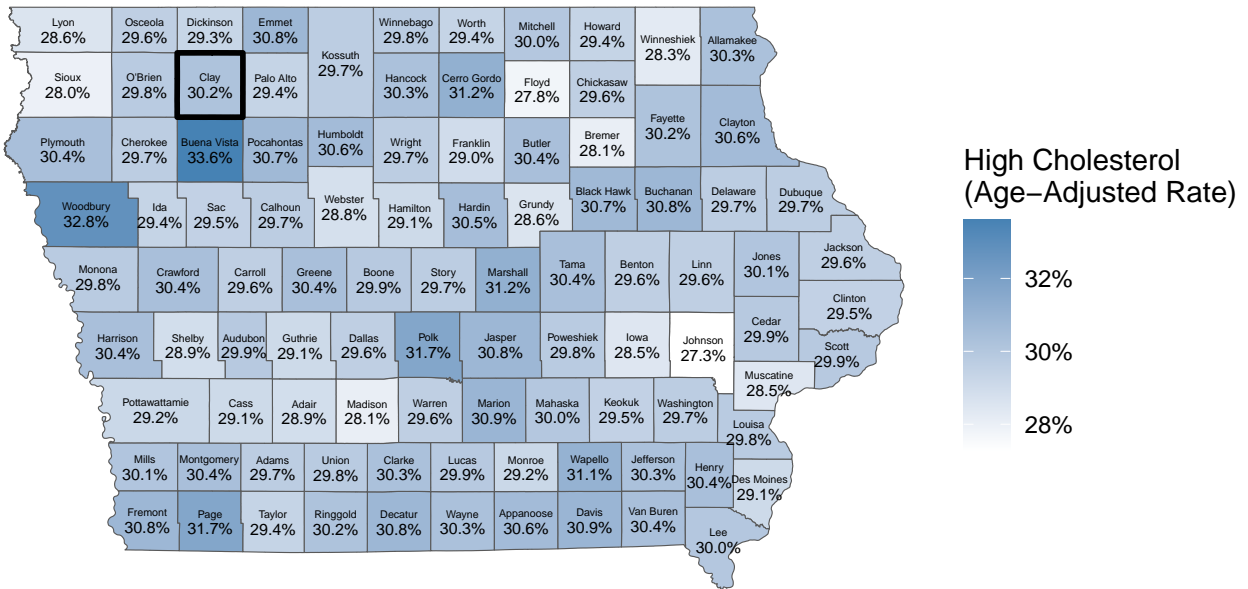 Lyon
28.6%
Osceola
29.6%
Dickinson
29.3%
Emmet
30.8%
Kossuth
29.7%
Winnebago
29.8%
Worth
29.4%
Mitchell
30.0%
Howard
29.4%
Winneshiek
28.3%
Allamakee
30.3%
Sioux
28.0%
O'Brien
29.8%
Clay
30.2%
Palo Alto
29.4%
Hancock
30.3%
Cerro Gordo
31.2%
Floyd
27.8%
Chickasaw
29.6%
Fayette
30.2%
Clayton
30.6%
Plymouth
30.4%
Cherokee
29.7%
Buena Vista
33.6%
Pocahontas
30.7%
Humboldt
30.6%
Wright
29.7%
Franklin
29.0%
Butler
30.4%
Bremer
28.1%
Woodbury
32.8%
Ida
29.4%
Sac
29.5%
Calhoun
29.7%
Webster
28.8%
Hamilton
29.1%
Hardin
30.5%
Grundy
28.6%
Black Hawk
30.7%
Buchanan
30.8%
Delaware
29.7%
Dubuque
29.7%
Monona
29.8%
Crawford
30.4%
Carroll
29.6%
Greene
30.4%
Boone
29.9%
Story
29.7%
Marshall
31.2%
Tama
30.4%
Benton
29.6%
Linn
29.6%
Jones
30.1%
Jackson
29.6%
Clinton
29.5%
Harrison
30.4%
Shelby
28.9%
Audubon
29.9%
Guthrie
29.1%
Dallas
29.6%
Polk
31.7%
Jasper
30.8%
Poweshiek
29.8%
Iowa
28.5%
Johnson
27.3%
Cedar
29.9%
Scott
29.9%
Muscatine
28.5%
Pottawattamie
29.2%
Cass
29.1%
Adair
28.9%
Madison
28.1%
Warren
29.6%
Marion
30.9%
Mahaska
30.0%
Keokuk
29.5%
Washington
29.7%
Louisa
29.8%
Mills
30.1%
Montgomery
30.4%
Adams
29.7%
Union
29.8%
Clarke
30.3%
Lucas
29.9%
Monroe
29.2%
Wapello
31.1%
Jefferson
30.3%
Henry
30.4%
Des Moines
29.1%
Fremont
30.8%
Page
31.7%
Taylor
29.4%
Ringgold
30.2%
Decatur
30.8%
Wayne
30.3%
Appanoose
30.6%
Davis
30.9%
Van Buren
30.4%
Lee
30.0%
High Cholesterol
(Age−Adjusted Rate)
32%
30%
28%